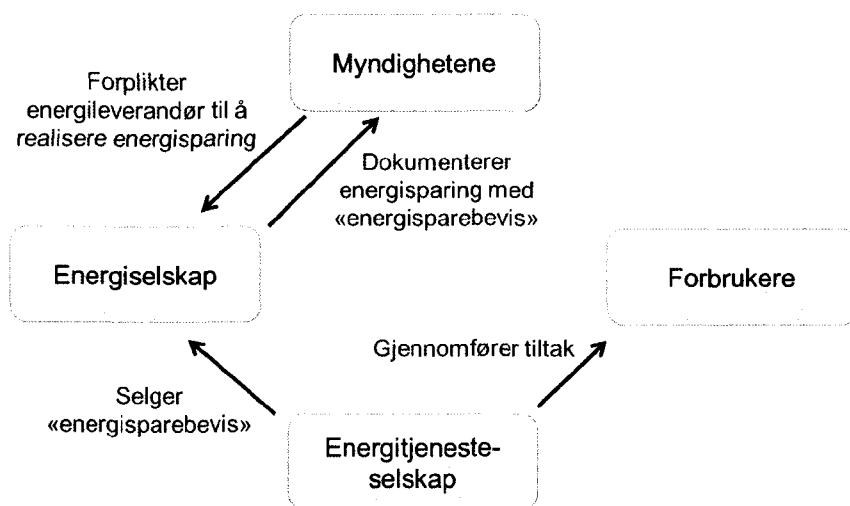 Myndighetene
Forplikter
energileverandør til å
realisere energisparing
Dokumenterer
energisparing med
«energisparebevis»
Energiselskap
Forbrukere
Gjennomfører tiltak
Selger
«energisparebevis»
Energitjeneste-
selskap